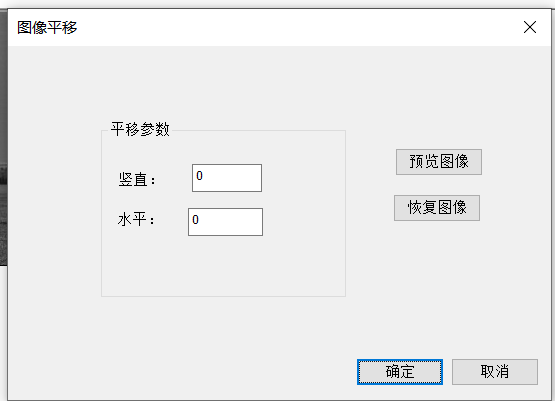 图像平移
平移参数
竖直： 0
预览图像
水平： 0
恢复图像
确定 取消